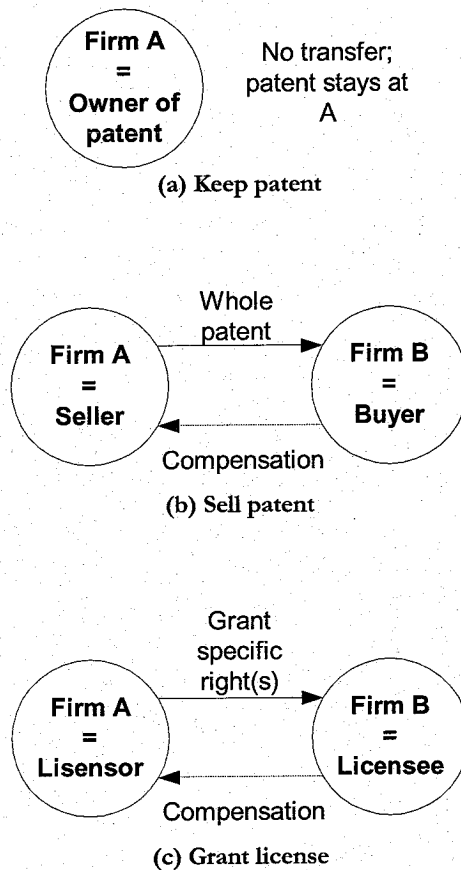 Firm A
=
Owner of
patent
No transfer;
patent stays at
A
(a) Keep patent
Whole
patent
Firm A
=
Seller
Firm B
=
Buyer
Compensation
(b) Sell patent
Grant
specific
right(s)
Firm A
=
Lisensor
Firm B
=
Licensee
Compensation
(c) Grant license